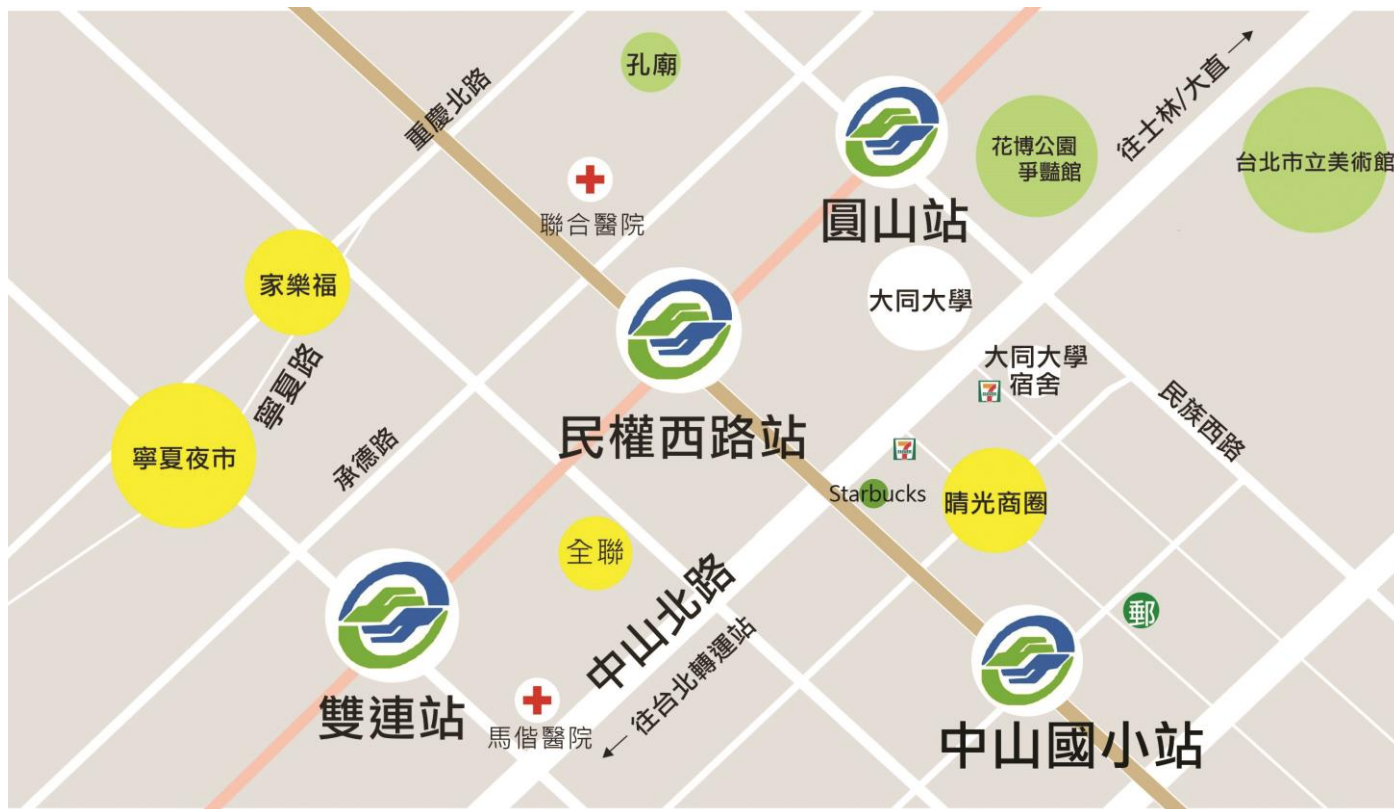 孔廟
重慶北路
往士林/大直
花博公園
爭豔館
台北市立美術館
聯合醫院
圓山站
家樂福
大同大學
寧夏路
大同大學
宿舍
7
民族西路
民權西路站
7
寧夏夜市
承德路
Starbucks
晴光商圈
全聯
中山北路
郵
往台北轉運站
雙連站
馬偕醫院
中山國小站